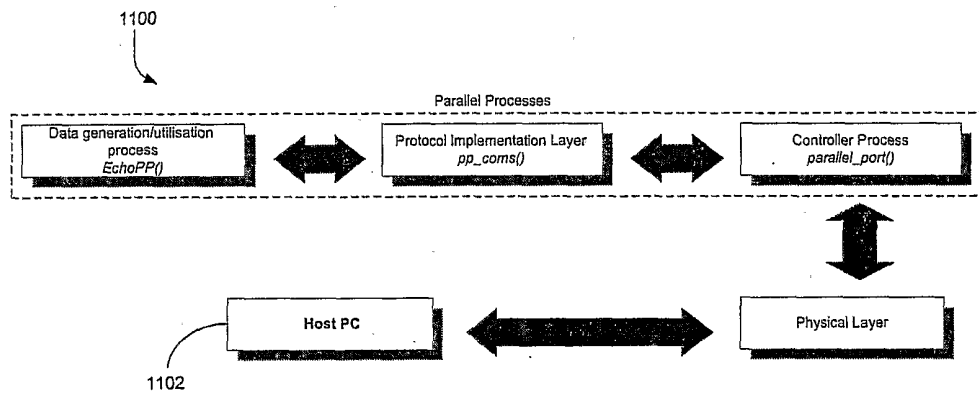 1100
Parallel Processes
Data generation/utilisation
process
EchoPP()
Protocol Implementation Layer
pp_coms()
Controller Process
parallel_port()
Host PC
Physical Layer
1102